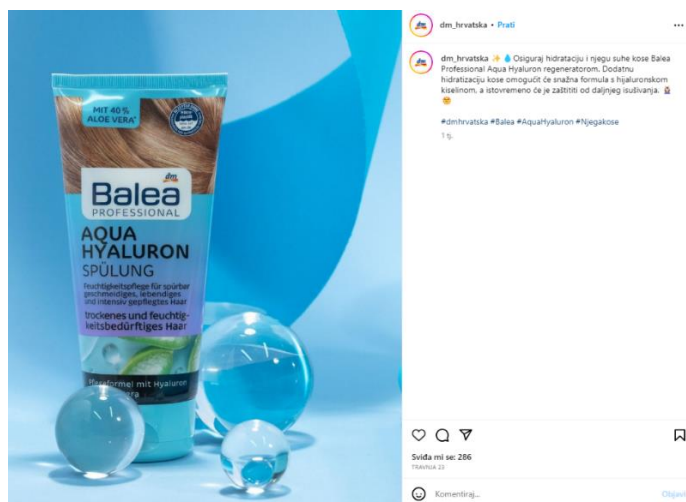 MIT 40 %
ALOE VERA*
dm
Balea
PROFESSIONAL
AQUA
HYALURON
SPÜLUNG
Feuchtigkeitspflege für spürbar
geschmeidiges, lebendiges
und intensiv gepflegtes Haar
trockenes und feuchtig-
keitsbedürftiges Haar
mit Hyaluron
dm_hrvatska • Prati
dm_hrvatska ✨💧Osiguraj hidrataciju i njegu suhe kose Balea
Professional Aqua Hyaluron regeneratorom. Dodatnu
hidratizaciju kose omogućit će snažna formula s hijaluronskom
kiselinom, a istovremeno će je zaštititi od daljnjeg isušivanja.
#dmhrvatska #Balea #AquaHyaluron #Njegakose
1 tj.
Sviđa mi se: 286
TRAVNJA 23
Komentiraj...
Objavi